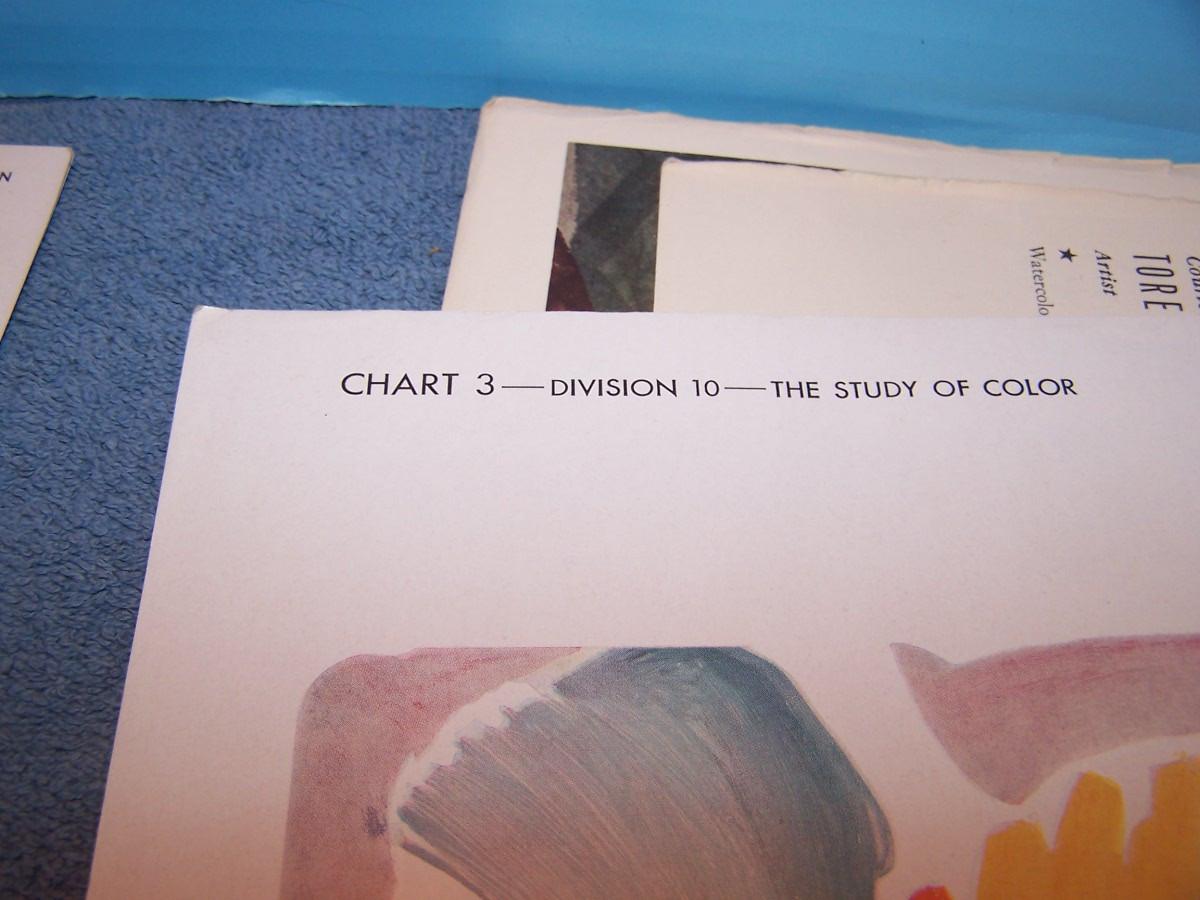 CHART 3—DIVISION 10—THE STUDY OF COLOR
TORE
Artist
★
Watercolo
N